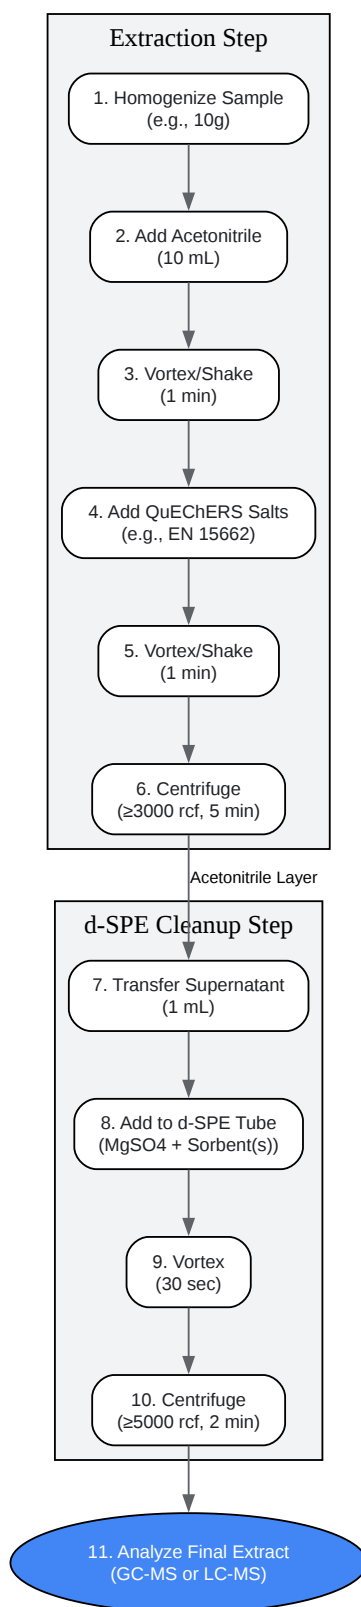 Extraction Step
1. Homogenize Sample
(e.g., 10g)
2. Add Acetonitrile
(10 mL)
3. Vortex/Shake
(1 min)
4. Add QuEChERS Salts
(e.g., EN 15662)
5. Vortex/Shake
(1 min)
6. Centrifuge
(≥3000 rcf, 5 min)
Acetonitrile Layer
d-SPE Cleanup Step
7. Transfer Supernatant
(1 mL)
8. Add to d-SPE Tube
(MgSO4 + Sorbent(s))
9. Vortex
(30 sec)
10. Centrifuge
(≥5000 rcf, 2 min)
11. Analyze Final Extract
(GC-MS or LC-MS)